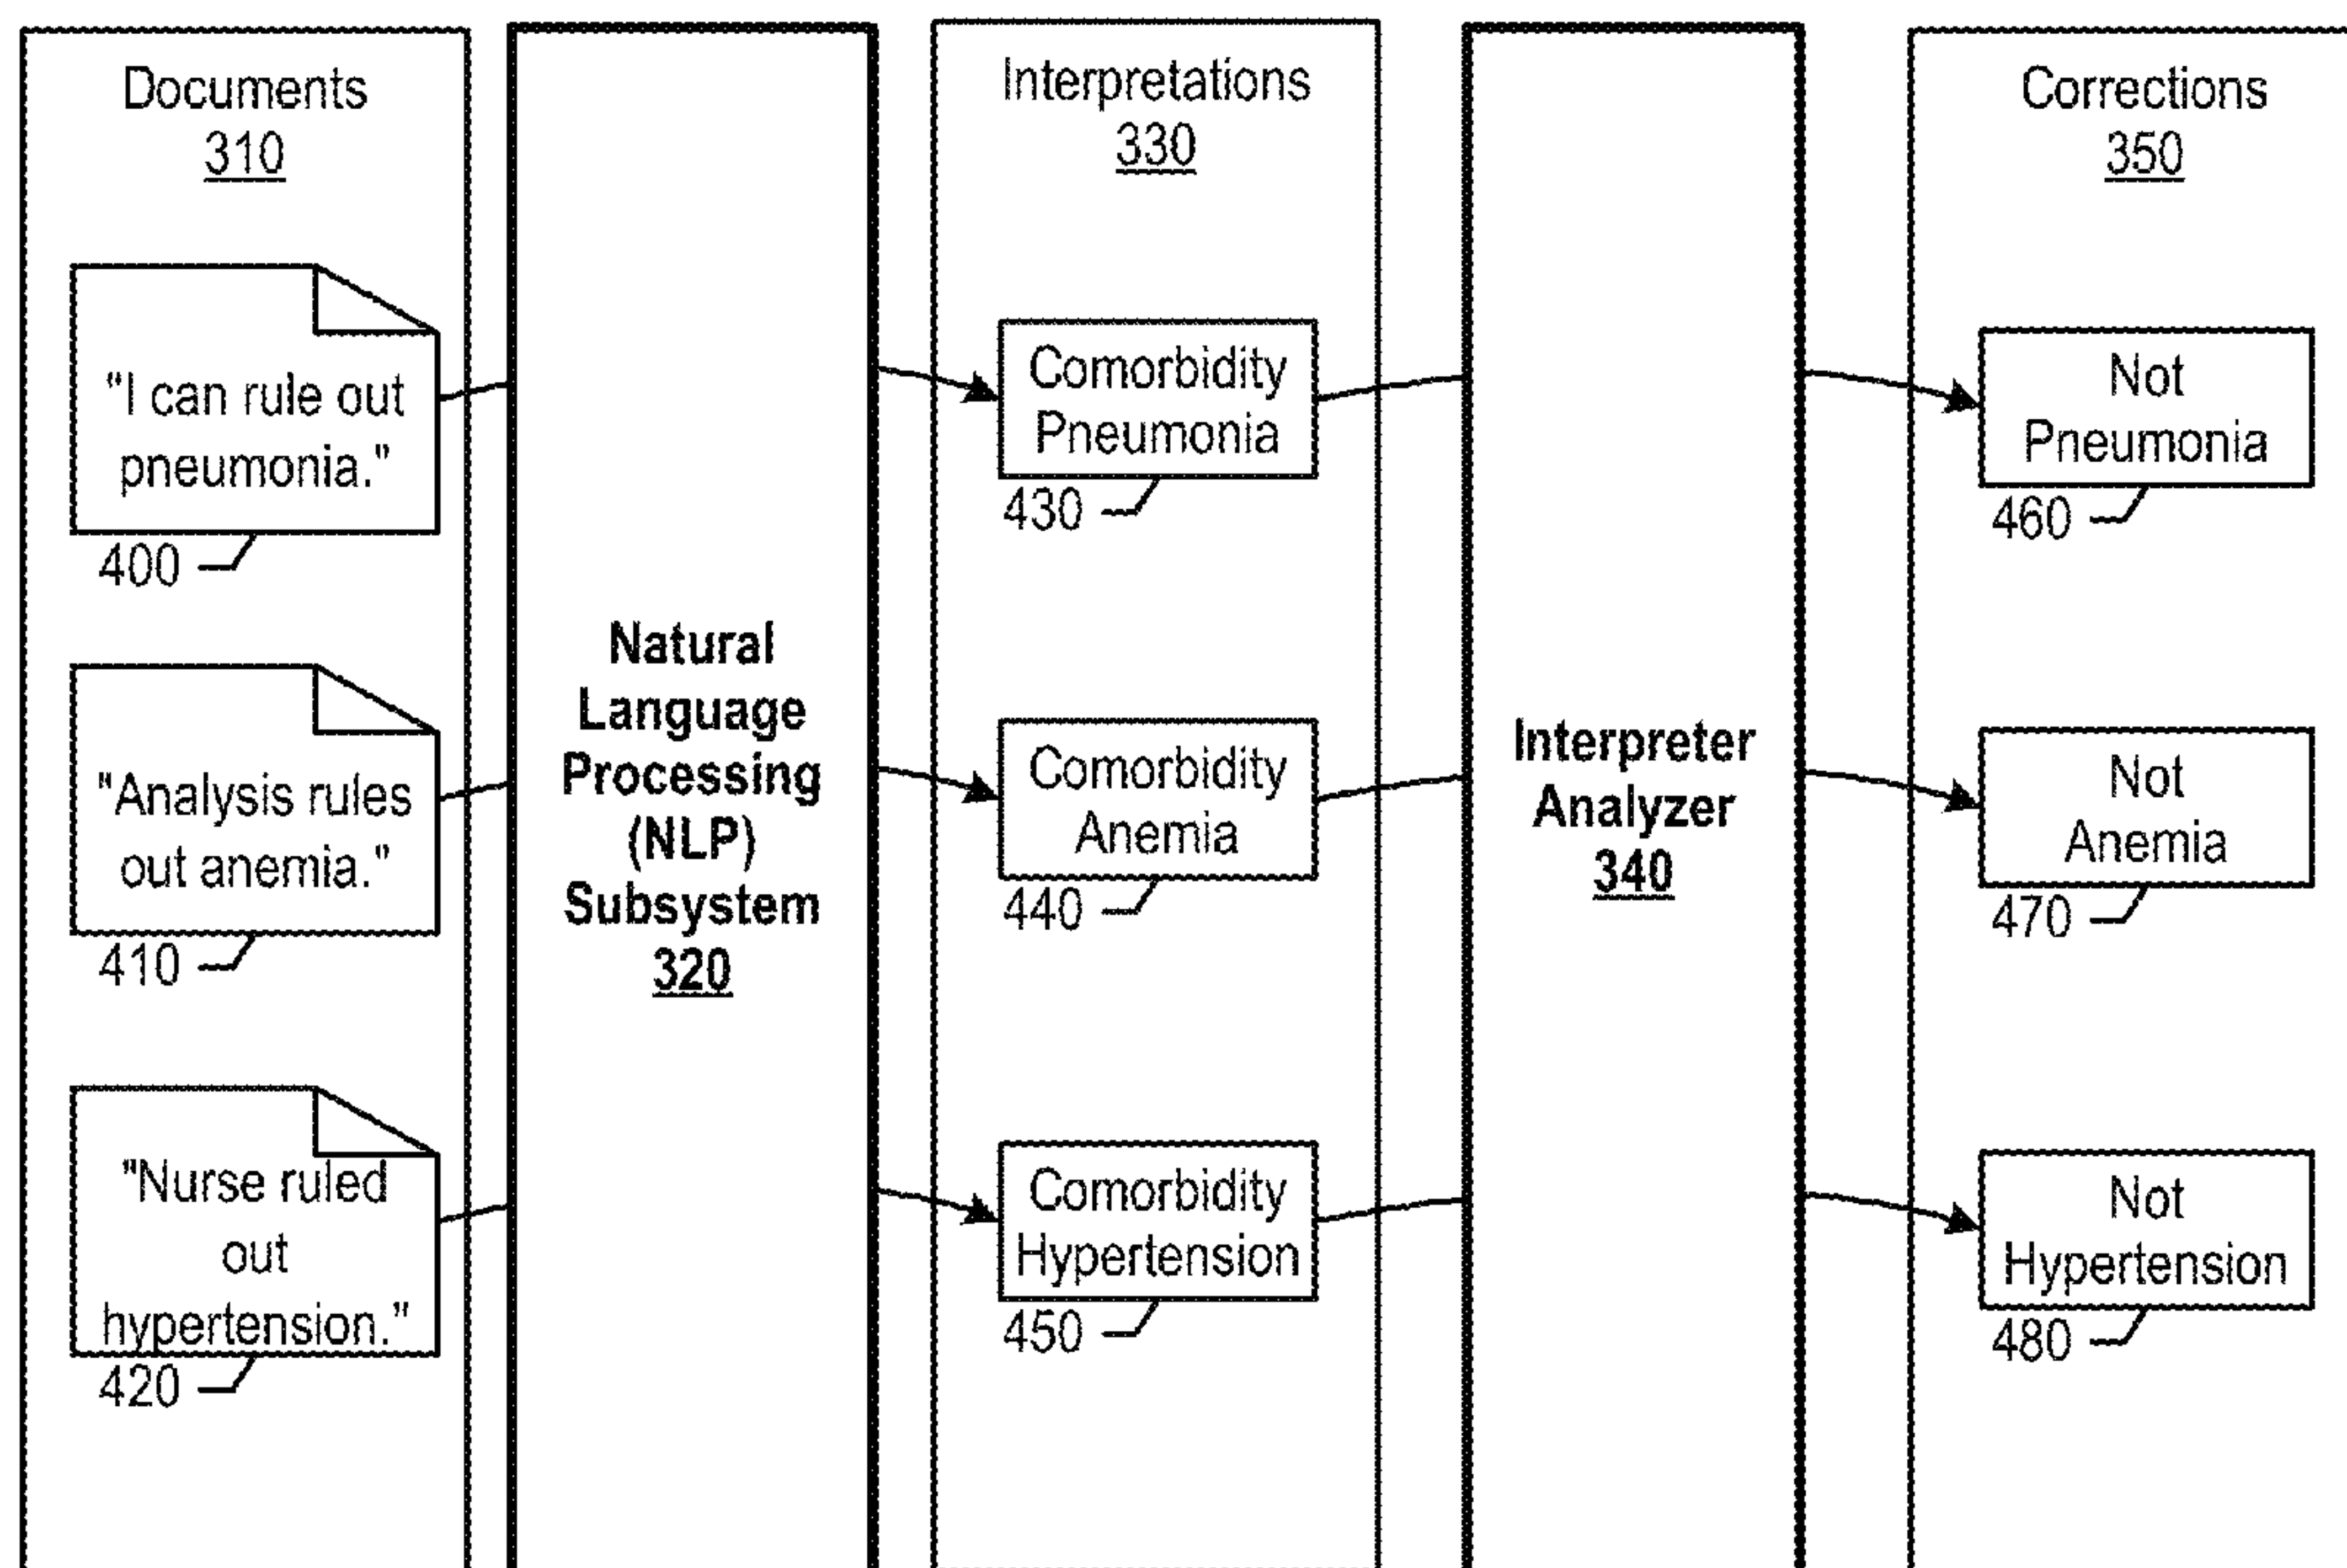 Documents
310
"I can rule out
pneumonia."
400
"Analysis rules
out anemia."
410
"Nurse ruled
out
hypertension."
420
Natural
Language
Processing
(NLP)
Subsystem
320
Interpretations
330
Comorbidity
Pneumonia
430
Comorbidity
Anemia
440
Comorbidity
Hypertension
450
Interpreter
Analyzer
340
Corrections
350
Not
Pneumonia
460
Not
Anemia
470
Not
Hypertension
480